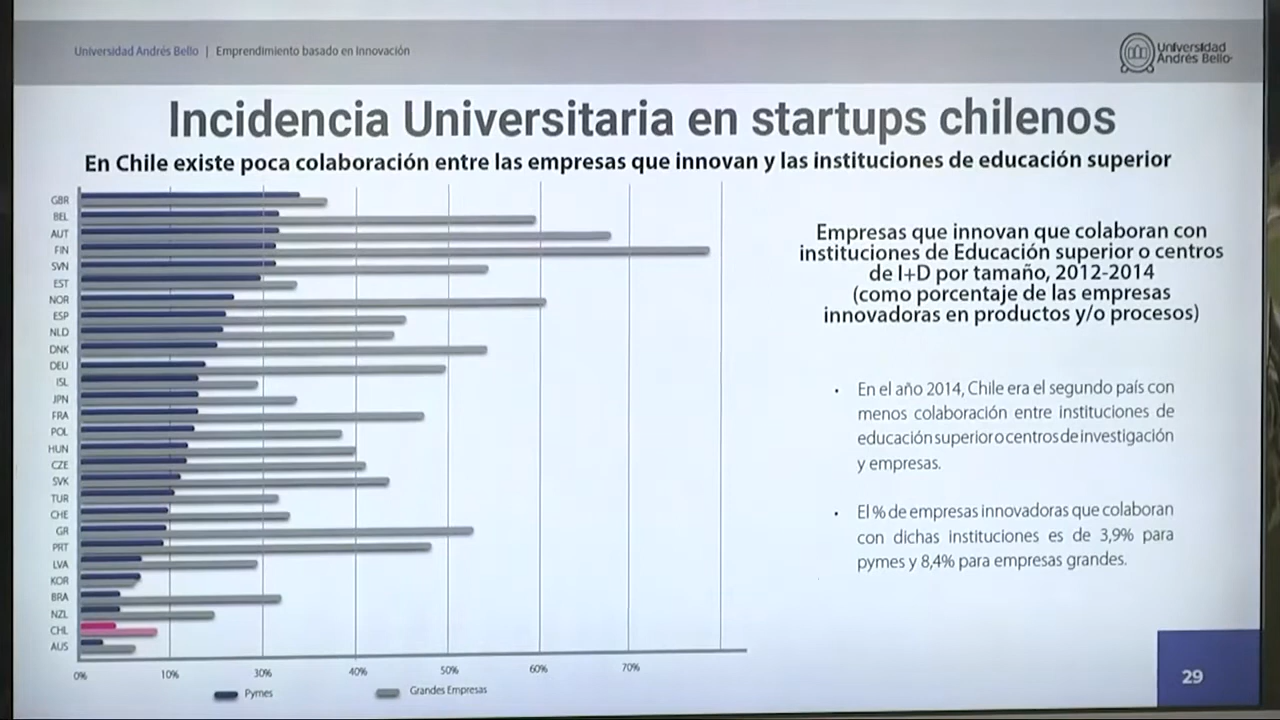 Universidad Andrés Bello | Emprendimiento basado en Innovación
Universidad
Andrés Bello
Incidencia Universitaria en startups chilenos
En Chile existe poca colaboración entre las empresas que innovan y las instituciones de educación superior
GBR
BEL
AUT
FIN
SVN
EST
NOR
ESP
NLD
DNK
DEU
ISL
JPN
FRA
POL
HUN
CZE
SVK
TUR
CHE
GR
PRT
LVA
KOR
BRA
NZL
CHL
AUS
0%
10%
30%
40%
50%
60%
70%
Pymes
Grandes Empresas
Empresas que innovan que colaboran con
instituciones de Educación superior o centros
de I+D por tamaño, 2012-2014
(como porcentaje de las empresas
innovadoras en productos y/o procesos)
• En el año 2014, Chile era el segundo país con
menos colaboración entre instituciones de
educación superior o centros de investigación
y empresas.
• El % de empresas innovadoras que colaboran
con dichas instituciones es de 3,9% para
pymes y 8,4% para empresas grandes.
29